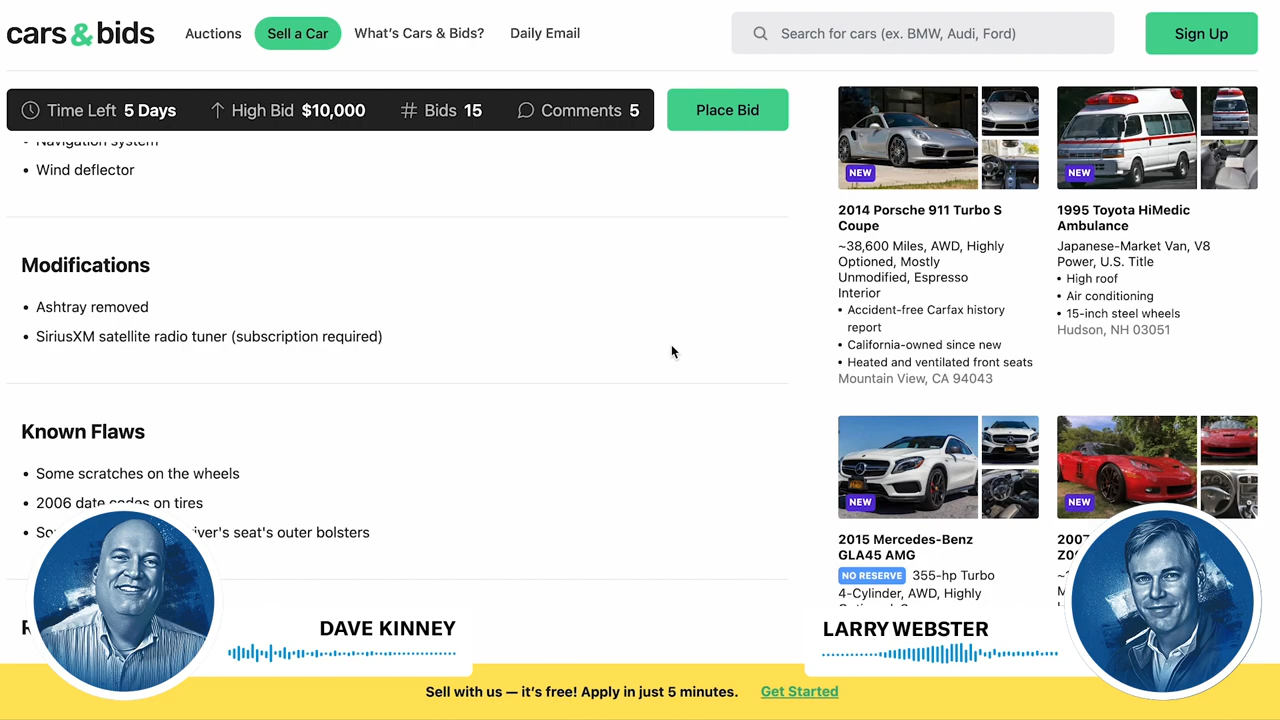 cars & bids
Auctions
Sell a Car
What's Cars & Bids?
Daily Email
Search for cars (ex. BMW, Audi, Ford)
Sign Up
Time Left 5 Days
High Bid $10,000
# Bids 15
Comments 5
Place Bid
• Navigation system
• Wind deflector
Modifications
• Ashtray removed
• SiriusXM satellite radio tuner (subscription required)
Known Flaws
• Some scratches on the wheels
• 2006 date codes on tires
driver's seat's outer bolsters
NEW
2014 Porsche 911 Turbo S
Coupe
~38,600 Miles, AWD, Highly
Optioned, Mostly
Unmodified, Espresso
Interior
• Accident-free Carfax history
report
• California-owned since new
• Heated and ventilated front seats
Mountain View, CA 94043
NEW
1995 Toyota HiMedic
Ambulance
Japanese-Market Van, V8
Power, U.S. Title
• High roof
• Air conditioning
• 15-inch steel wheels
Hudson, NH 03051
NEW
2015 Mercedes-Benz
GLA45 AMG
NO RESERVE 355-hp Turbo
4-Cylinder, AWD, Highly
NEW
2007
Z06
DAVE KINNEY
LARRY WEBSTER
Sell with us — it's free! Apply in just 5 minutes.
Get Started